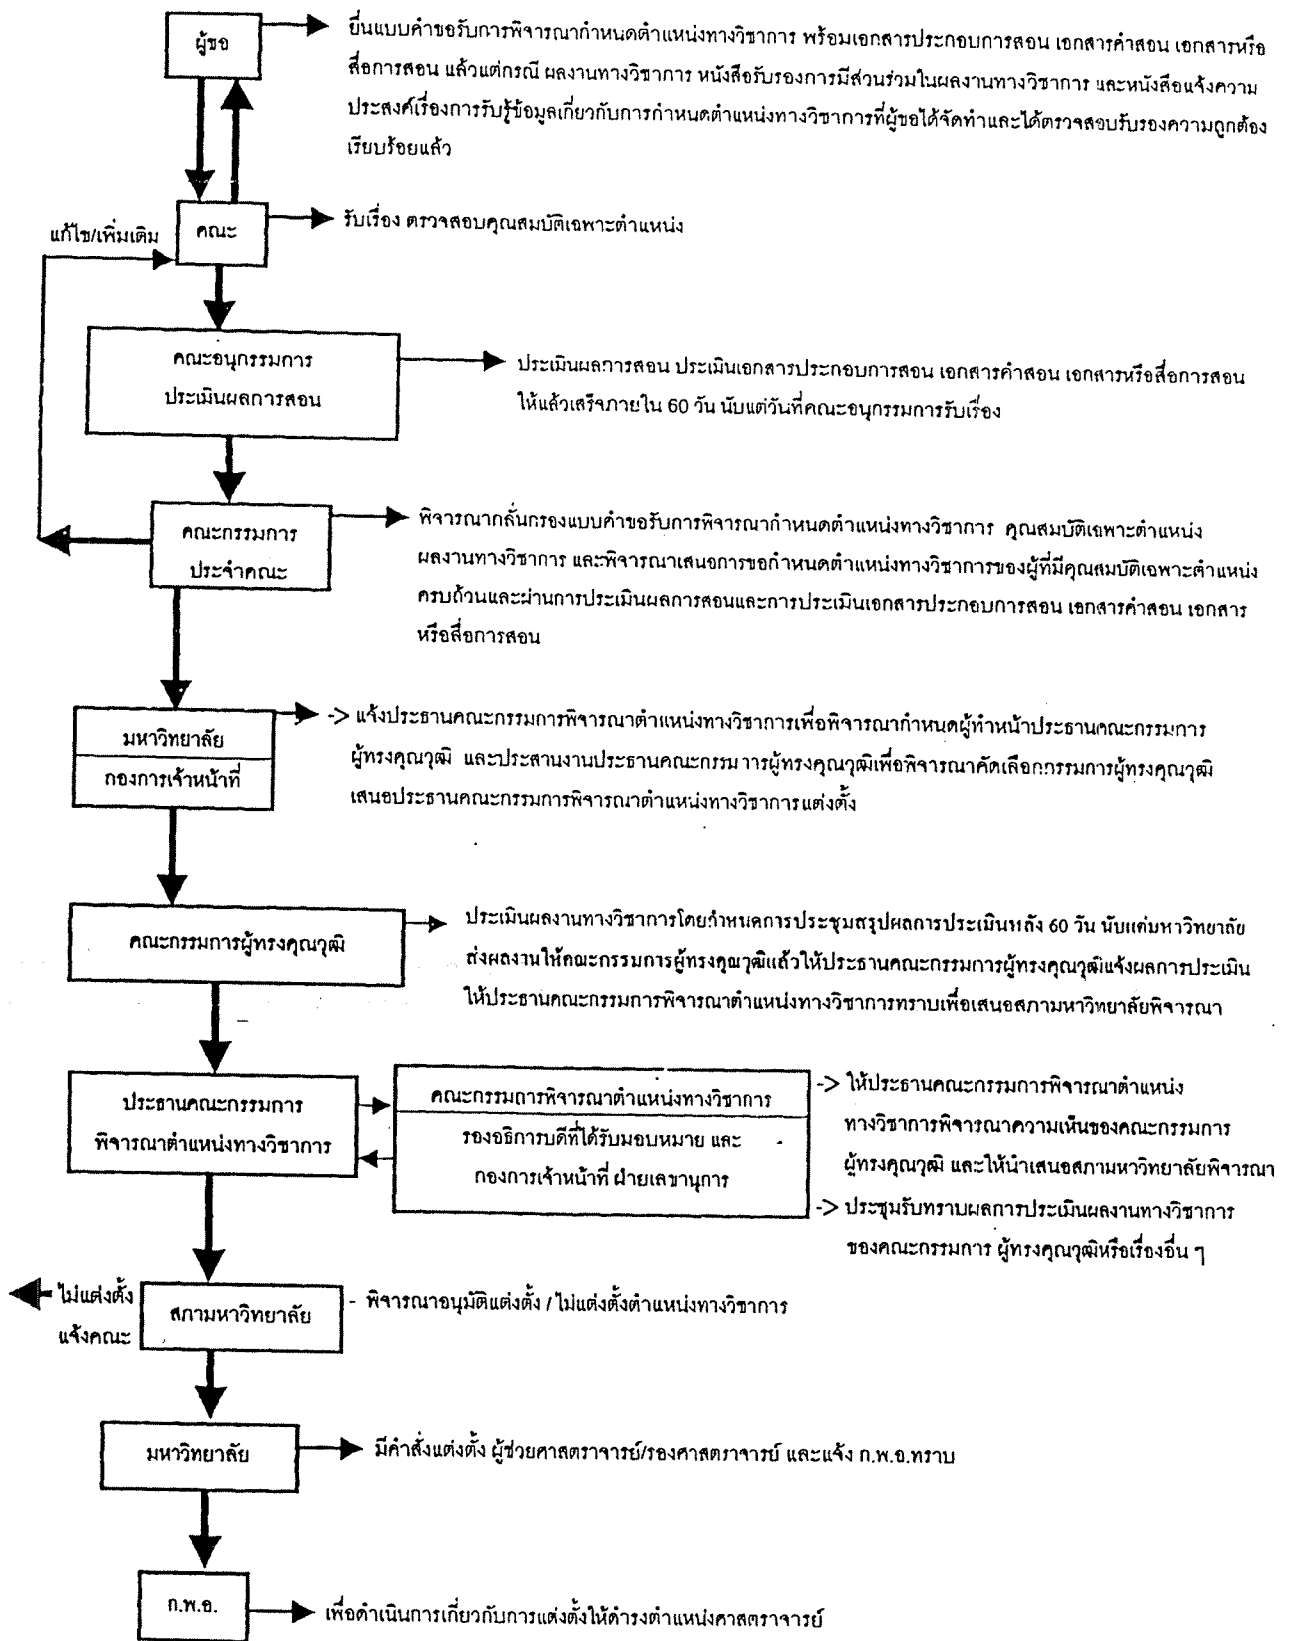 ผู้ขอ
ยื่นแบบคำขอรับการพิจารณากำหนดตำแหน่งทางวิชาการ พร้อมเอกสารประกอบการสอน เอกสารคำสอน เอกสารหรือ
สื่อการสอน แล้วแต่กรณี ผลงานทางวิชาการ หนังสือรับรองการมีส่วนร่วมในผลงานทางวิชาการ และหนังสือแจ้งความ
ประสงค์เรื่องการรับรู้ข้อมูลเกี่ยวกับการกำหนดตำแหน่งทางวิชาการที่ผู้ขอได้จัดทำและได้ตรวจสอบรับรองความถูกต้อง
เรียบร้อยแล้ว
แก้ไข/เพิ่มเติม
คณะ
รับเรื่อง ตรวจสอบคุณสมบัติเฉพาะตำแหน่ง
คณะอนุกรรมการ
ประเมินผลการสอน
ประเมินผลการสอน ประเมินเอกสารประกอบการสอน เอกสารคำสอน เอกสารหรือสื่อการสอน
ให้แล้วเสร็จภายใน 60 วัน นับแต่วันที่คณะอนุกรรมการรับเรื่อง
คณะกรรมการ
ประจำคณะ
พิจารณากลั่นกรองแบบคำขอรับการพิจารณากำหนดตำแหน่งทางวิชาการ คุณสมบัติเฉพาะตำแหน่ง
ผลงานทางวิชาการ และพิจารณาเสนอการขอกำหนดตำแหน่งทางวิชาการของผู้ที่มีคุณสมบัติเฉพาะตำแหน่ง
ครบถ้วนและผ่านการประเมินผลการสอนและการประเมินเอกสารประกอบการสอน เอกสารคำสอน เอกสาร
หรือสื่อการสอน
มหาวิทยาลัย
กองการเจ้าหน้าที่
-> แจ้งประธานคณะกรรมการพิจารณาตำแหน่งทางวิชาการเพื่อพิจารณากำหนดผู้ทำหน้าประธานคณะกรรมการ
ผู้ทรงคุณวุฒิ และประสานงานประธานคณะกรรมการผู้ทรงคุณวุฒิเพื่อพิจารณาคัดเลือกกรรมการผู้ทรงคุณวุฒิ
เสนอประธานคณะกรรมการพิจารณาตำแหน่งทางวิชาการแต่งตั้ง
คณะกรรมการผู้ทรงคุณวุฒิ
ประเมินผลงานทางวิชาการโดยกำหนดการประชุมสรุปผลการประเมินหลัง 60 วัน นับแต่มหาวิทยาลัย
ส่งผลงานให้คณะกรรมการผู้ทรงคุณวุฒิแล้วให้ประธานคณะกรรมการผู้ทรงคุณวุฒิแจ้งผลการประเมิน
ให้ประธานคณะกรรมการพิจารณาตำแหน่งทางวิชาการทราบเพื่อเสนอสภามหาวิทยาลัยพิจารณา
ประธานคณะกรรมการ
พิจารณาตำแหน่งทางวิชาการ
คณะกรรมการพิจารณาตำแหน่งทางวิชาการ
รองอธิการบดีที่ได้รับมอบหมาย และ
กองการเจ้าหน้าที่ ฝ่ายเลขานุการ
-> ให้ประธานคณะกรรมการพิจารณาตำแหน่ง
ทางวิชาการพิจารณาความเห็นของคณะกรรมการ
ผู้ทรงคุณวุฒิ และให้นำเสนอสภามหาวิทยาลัยพิจารณา
-> ประชุมรับทราบผลการประเมินผลงานทางวิชาการ
ของคณะกรรมการ ผู้ทรงคุณวุฒิหรือเรื่องอื่น ๆ
ไม่แต่งตั้ง
แจ้งคณะ
สภามหาวิทยาลัย
- พิจารณาอนุมัติแต่งตั้ง / ไม่แต่งตั้งตำแหน่งทางวิชาการ
มหาวิทยาลัย
มีคำสั่งแต่งตั้ง ผู้ช่วยศาสตราจารย์/รองศาสตราจารย์ และแจ้ง ก.พ.อ.ทราบ
ก.พ.อ.
เพื่อดำเนินการเกี่ยวกับการแต่งตั้งให้ดำรงตำแหน่งศาสตราจารย์